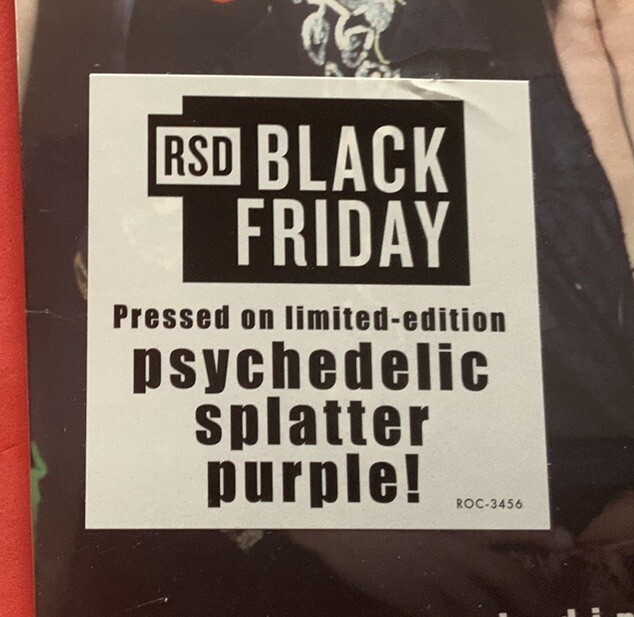 RSD BLACK
FRIDAY
Pressed on limited-edition
psychedelic
splatter
purple!
ROC-3456